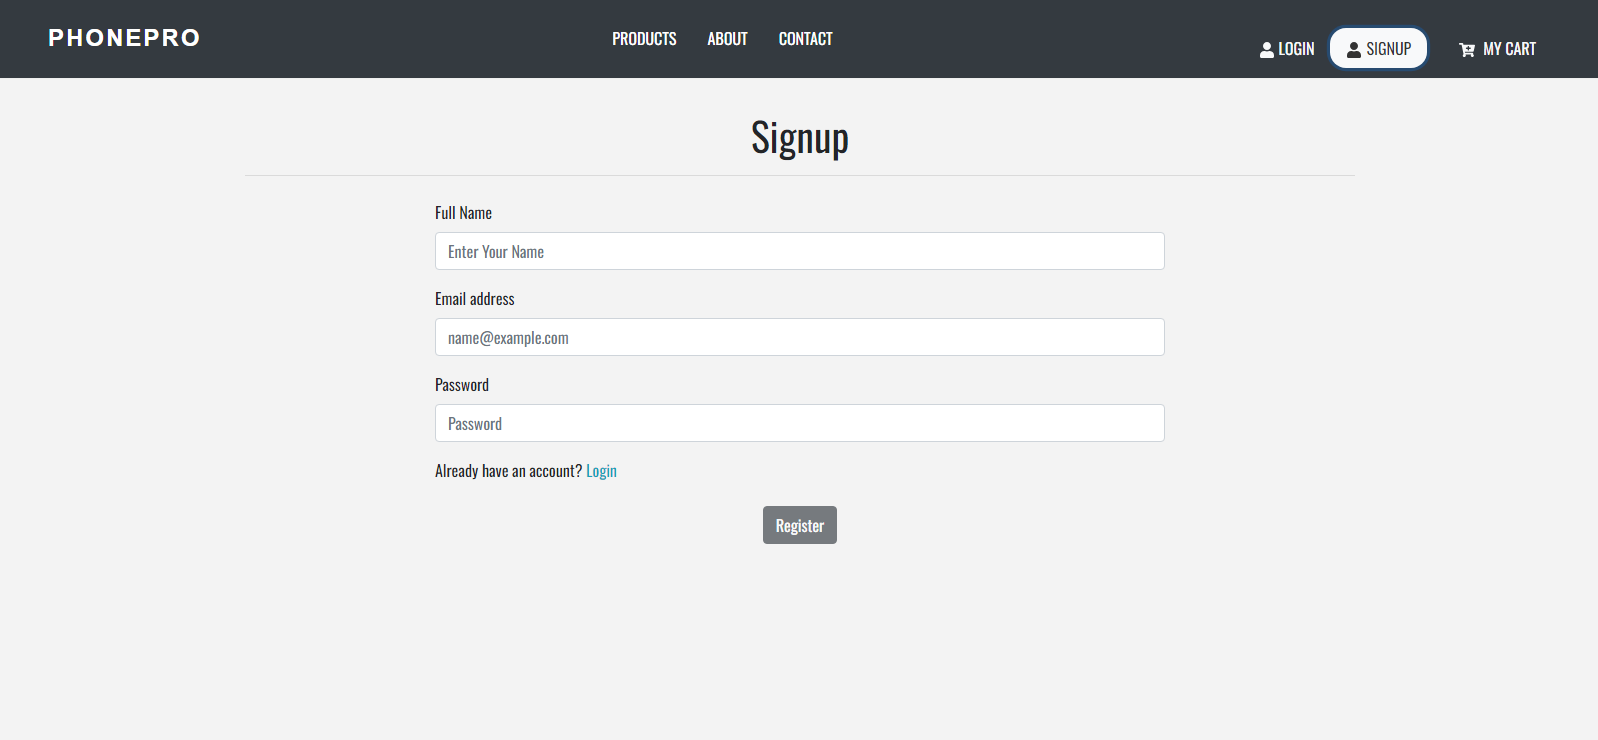 PHONEPRO
PRODUCTS ABOUT CONTACT
LOGIN SIGNUP MY CART
Signup
Full Name
Enter Your Name
Email address
name@example.com
Password
Password
Already have an account? Login
Register